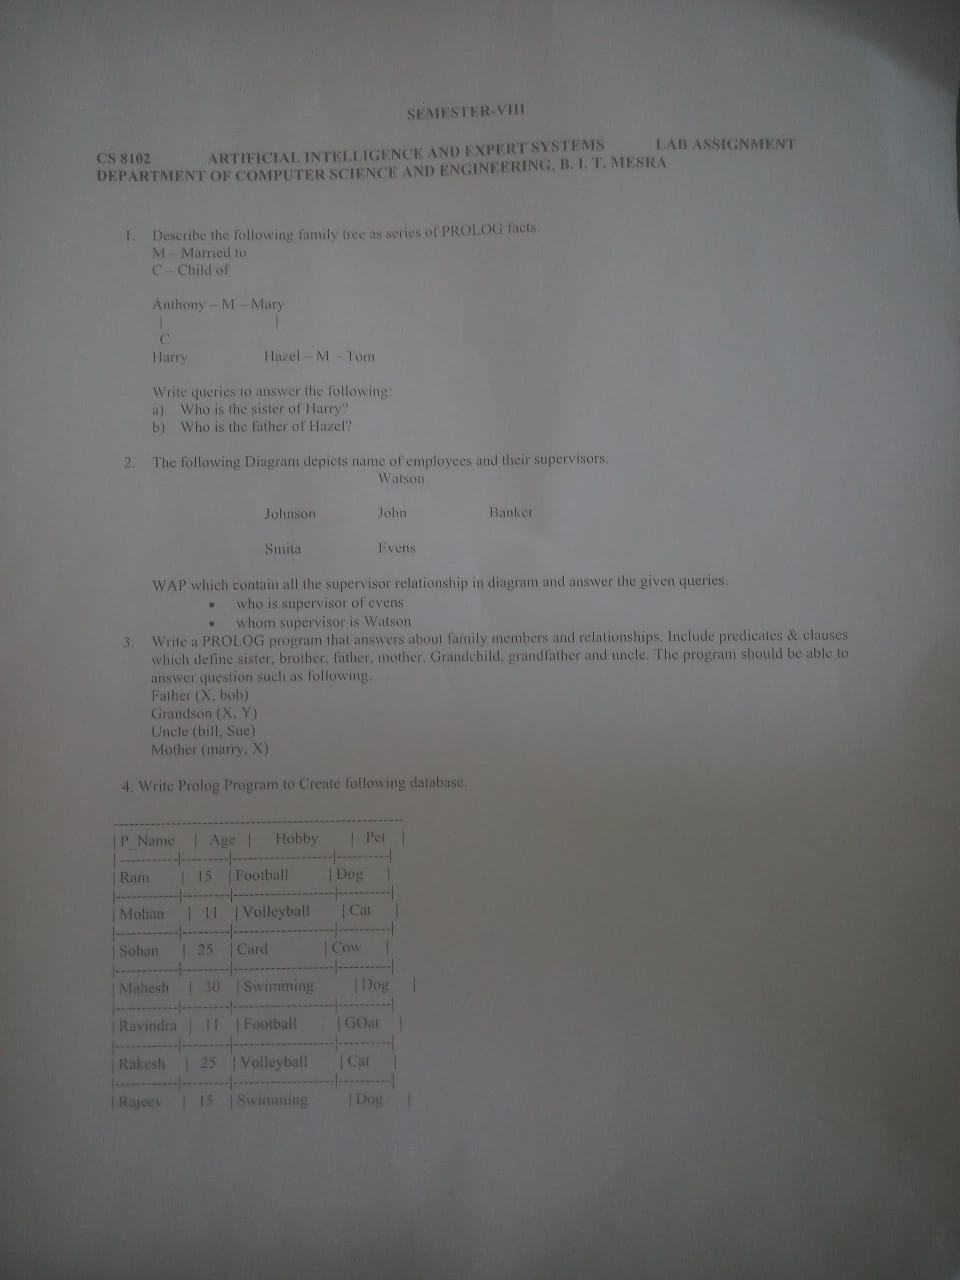 SEMESTER-VIII
CS 8102 ARTIFICIAL INTELLIGENCE AND EXPERT SYSTEMS LAB ASSIGNMENT
DEPARTMENT OF COMPUTER SCIENCE AND ENGINEERING, B. I. T. MESRA
1. Describe the following family tree as series of PROLOG facts.
M - Married to
C - Child of
Anthony – M – Mary
| |
C
Harry Hazel – M – Tom
Write queries to answer the following:
a) Who is the sister of Harry?
b) Who is the father of Hazel?
2. The following Diagram depicts name of employees and their supervisors.
Watson
Johnson John Banker
Smita Evens
WAP which contain all the supervisor relationship in diagram and answer the given queries.
• who is supervisor of evens
• whom supervisor is Watson
3. Write a PROLOG program that answers about family members and relationships. Include predicates & clauses
which define sister, brother, father, mother, Grandchild, grandfather and uncle. The program should be able to
answer question such as following.
Father (X, bob)
Grandson (X, Y)
Uncle (bill, Sue)
Mother (marry, X)
4. Write Prolog Program to Create following database.
| P_Name | Age | Hobby | Pet |
| Ram | 15 | Football | Dog |
| Mohan | 11 | Volleyball | Cat |
| Sohan | 25 | Card | Cow |
| Mahesh | 30 | Swimming | Dog |
| Ravindra | 11 | Football | GOat |
| Rakesh | 25 | Volleyball | Cat |
| Rajeev | 15 | Swimming | Dog |